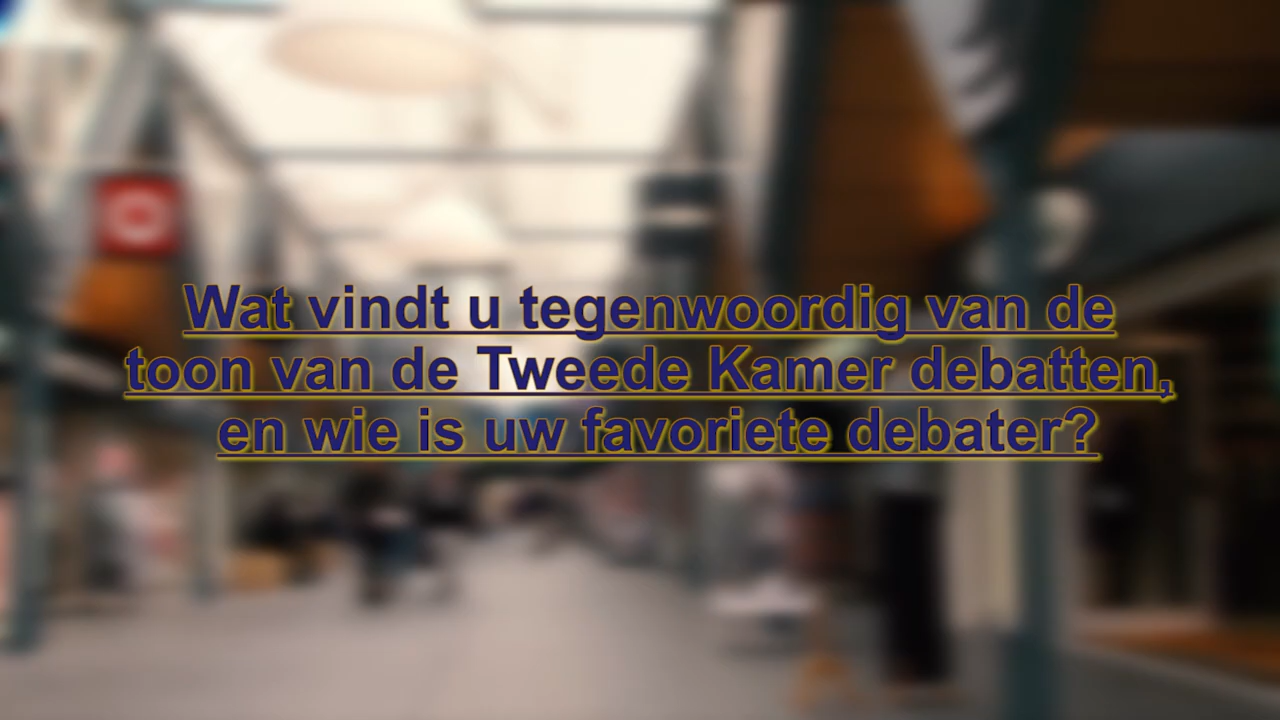 Wat vindt u tegenwoordig van de
toon van de Tweede Kamer debatten,
en wie is uw favoriete debater?